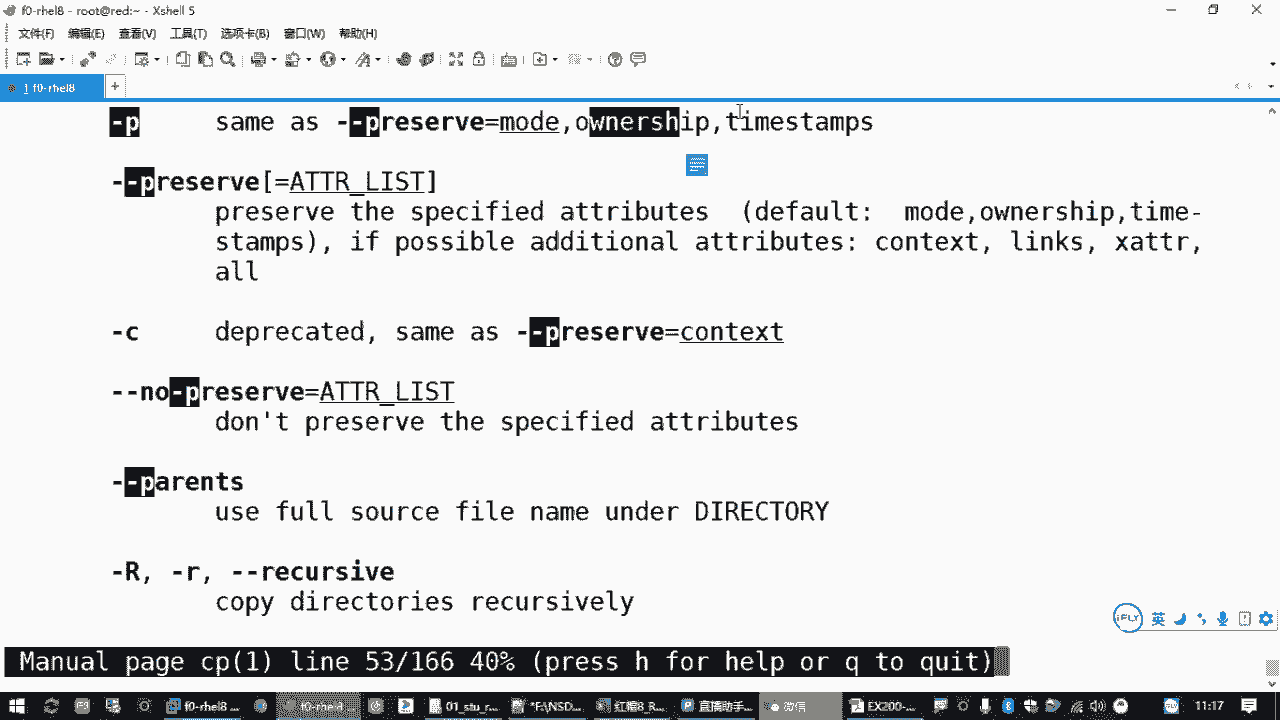 f0-rhel8 - root@red:~ - Xshell 5
文件(F) 编辑(E) 查看(V) 工具(T) 选项卡(B) 窗口(W) 帮助(H)
1 f0-rhel8
-p same as --preserve=mode,ownership,timestamps
--preserve[=ATTR_LIST]
preserve the specified attributes (default: mode,ownership,time-
stamps), if possible additional attributes: context, links, xattr,
all
-c deprecated, same as --preserve=context
--no-preserve=ATTR_LIST
don't preserve the specified attributes
--parents
use full source file name under DIRECTORY
-R, -r, --recursive
copy directories recursively
iFLY 英
Manual page cp(1) line 53/166 40% (press h for help or q to quit)
f0-rhel8 ... 01_stu_r... *E\NSD... 红帽8_R... 直播助手... 微信 EX200-... 11:17